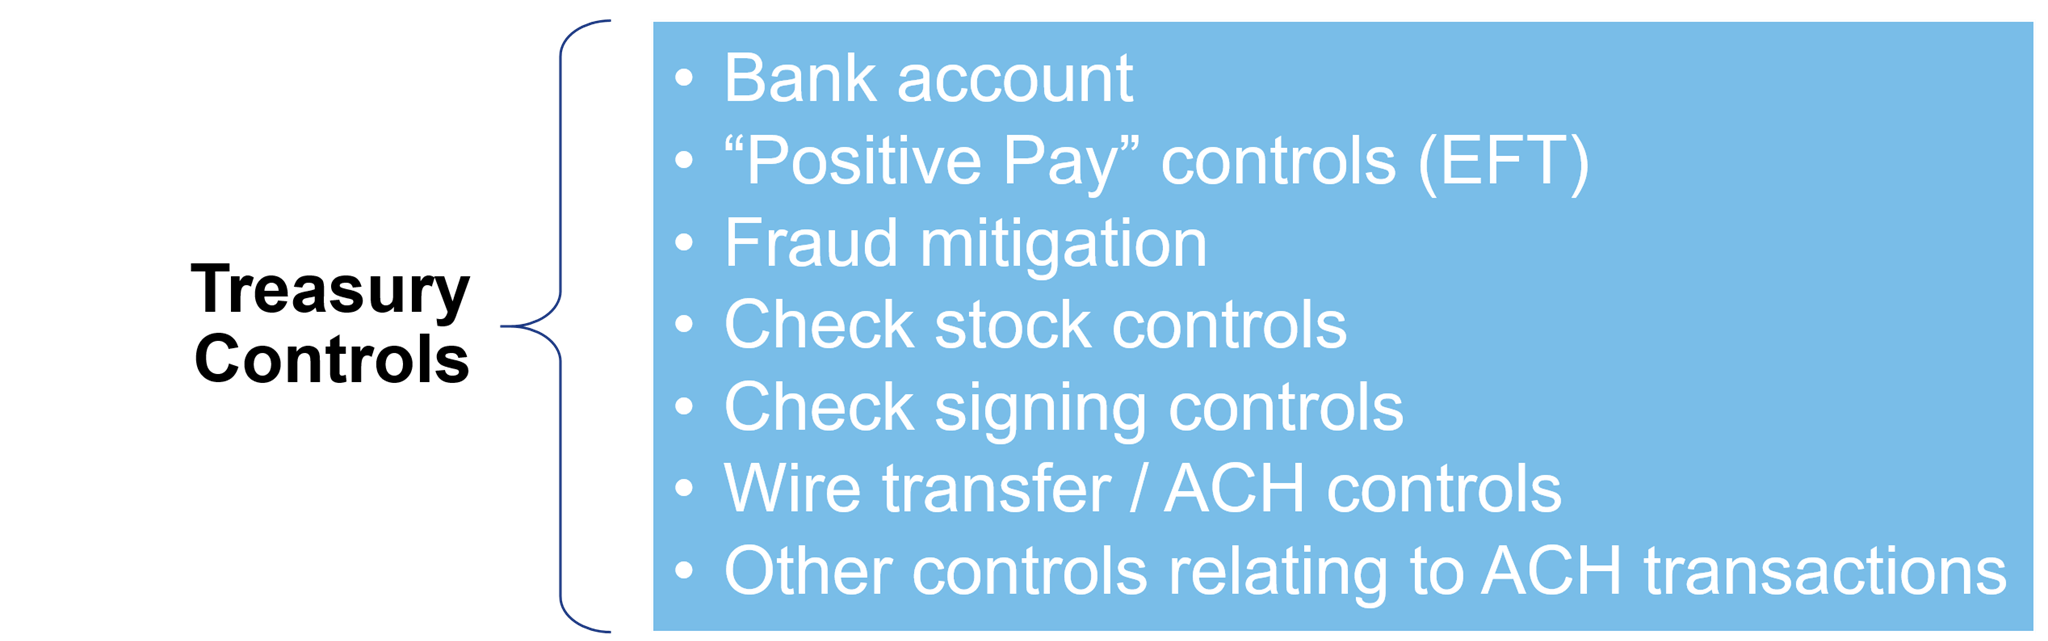 Treasury
Controls
• Bank account
• “Positive Pay” controls (EFT)
• Fraud mitigation
• Check stock controls
• Check signing controls
• Wire transfer / ACH controls
• Other controls relating to ACH transactions